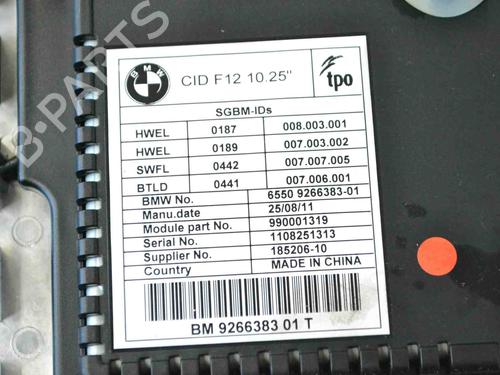 BMW
CID F12 10.25"
tpo
SGBM-IDs
HWEL 0187 008.003.001
HWEL 0189 007.003.002
SWFL 0442 007.007.005
BTLD 0441 007.006.001
BMW No. 6550 9266383-01
Manu.date 25/08/11
Module part No. 990001319
Serial No. 1108251313
Supplier No. 185206-10
Country MADE IN CHINA
BM 9266383 01 T
B-PARTS